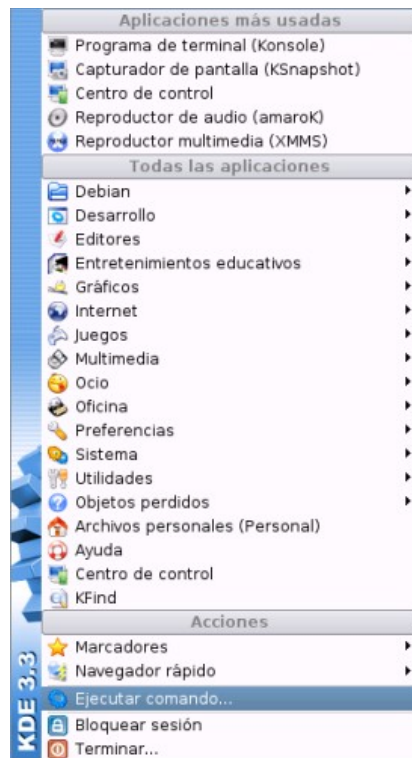 Aplicaciones más usadas
Programa de terminal (Konsole)
Capturador de pantalla (KSnapshot)
Centro de control
Reproductor de audio (amaroK)
Reproductor multimedia (XMMS)
Todas las aplicaciones
Debian
Desarrollo
Editores
Entretenimientos educativos
Gráficos
Internet
Juegos
Multimedia
Ocio
Oficina
Preferencias
Sistema
Utilidades
Objetos perdidos
Archivos personales (Personal)
Ayuda
Centro de control
KFind
Acciones
Marcadores
Navegador rápido
Ejecutar comando...
Bloquear sesión
Terminar...
KDE 3.3